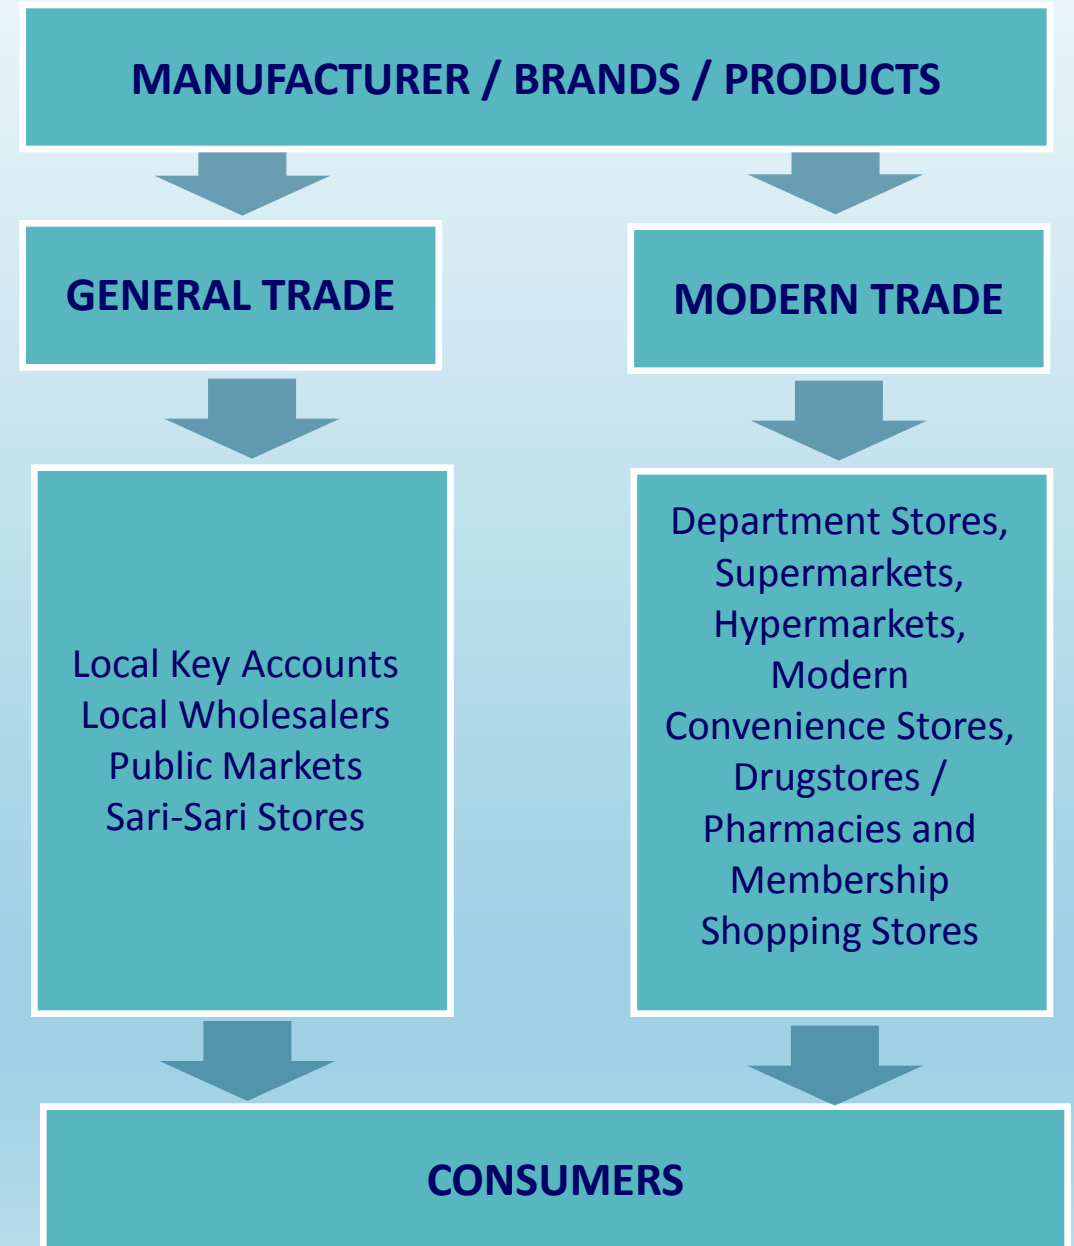 MANUFACTURER / BRANDS / PRODUCTS
GENERAL TRADE
MODERN TRADE
Local Key Accounts
Local Wholesalers
Public Markets
Sari-Sari Stores
Department Stores,
Supermarkets,
Hypermarkets,
Modern
Convenience Stores,
Drugstores /
Pharmacies and
Membership
Shopping Stores
CONSUMERS